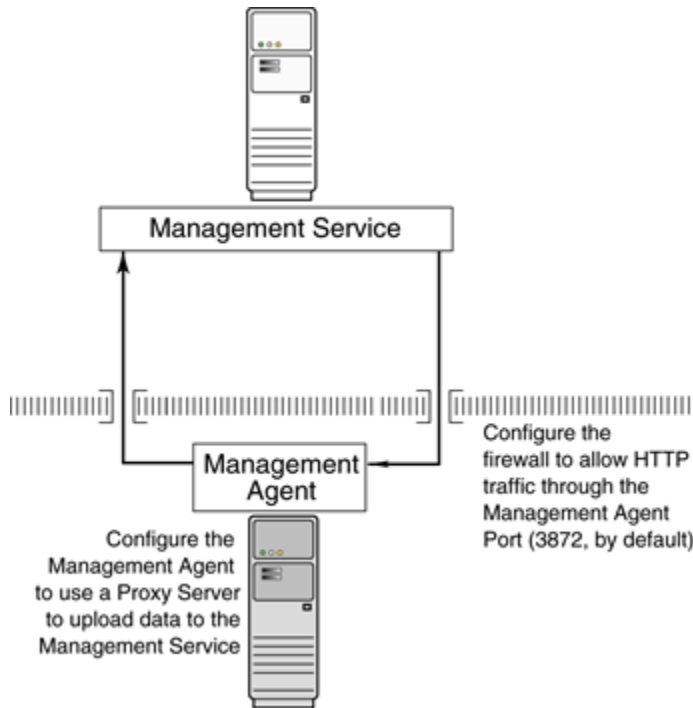 Management Service
Configure the
firewall to allow HTTP
traffic through the
Management Agent
Port (3872, by default)
Management
Agent
Configure the
Management Agent
to use a Proxy Server
to upload data to the
Management Service